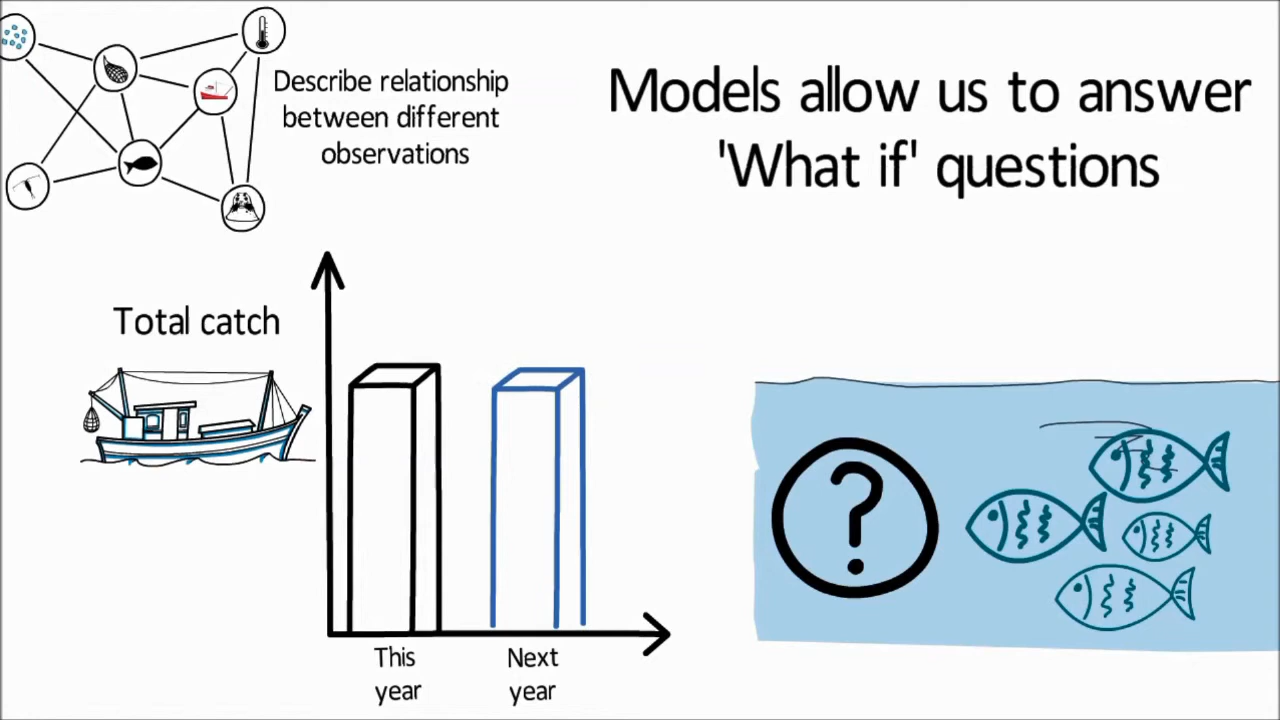 Describe relationship
between different
observations
Models allow us to answer
'What if' questions
Total catch
?
This
year
Next
year